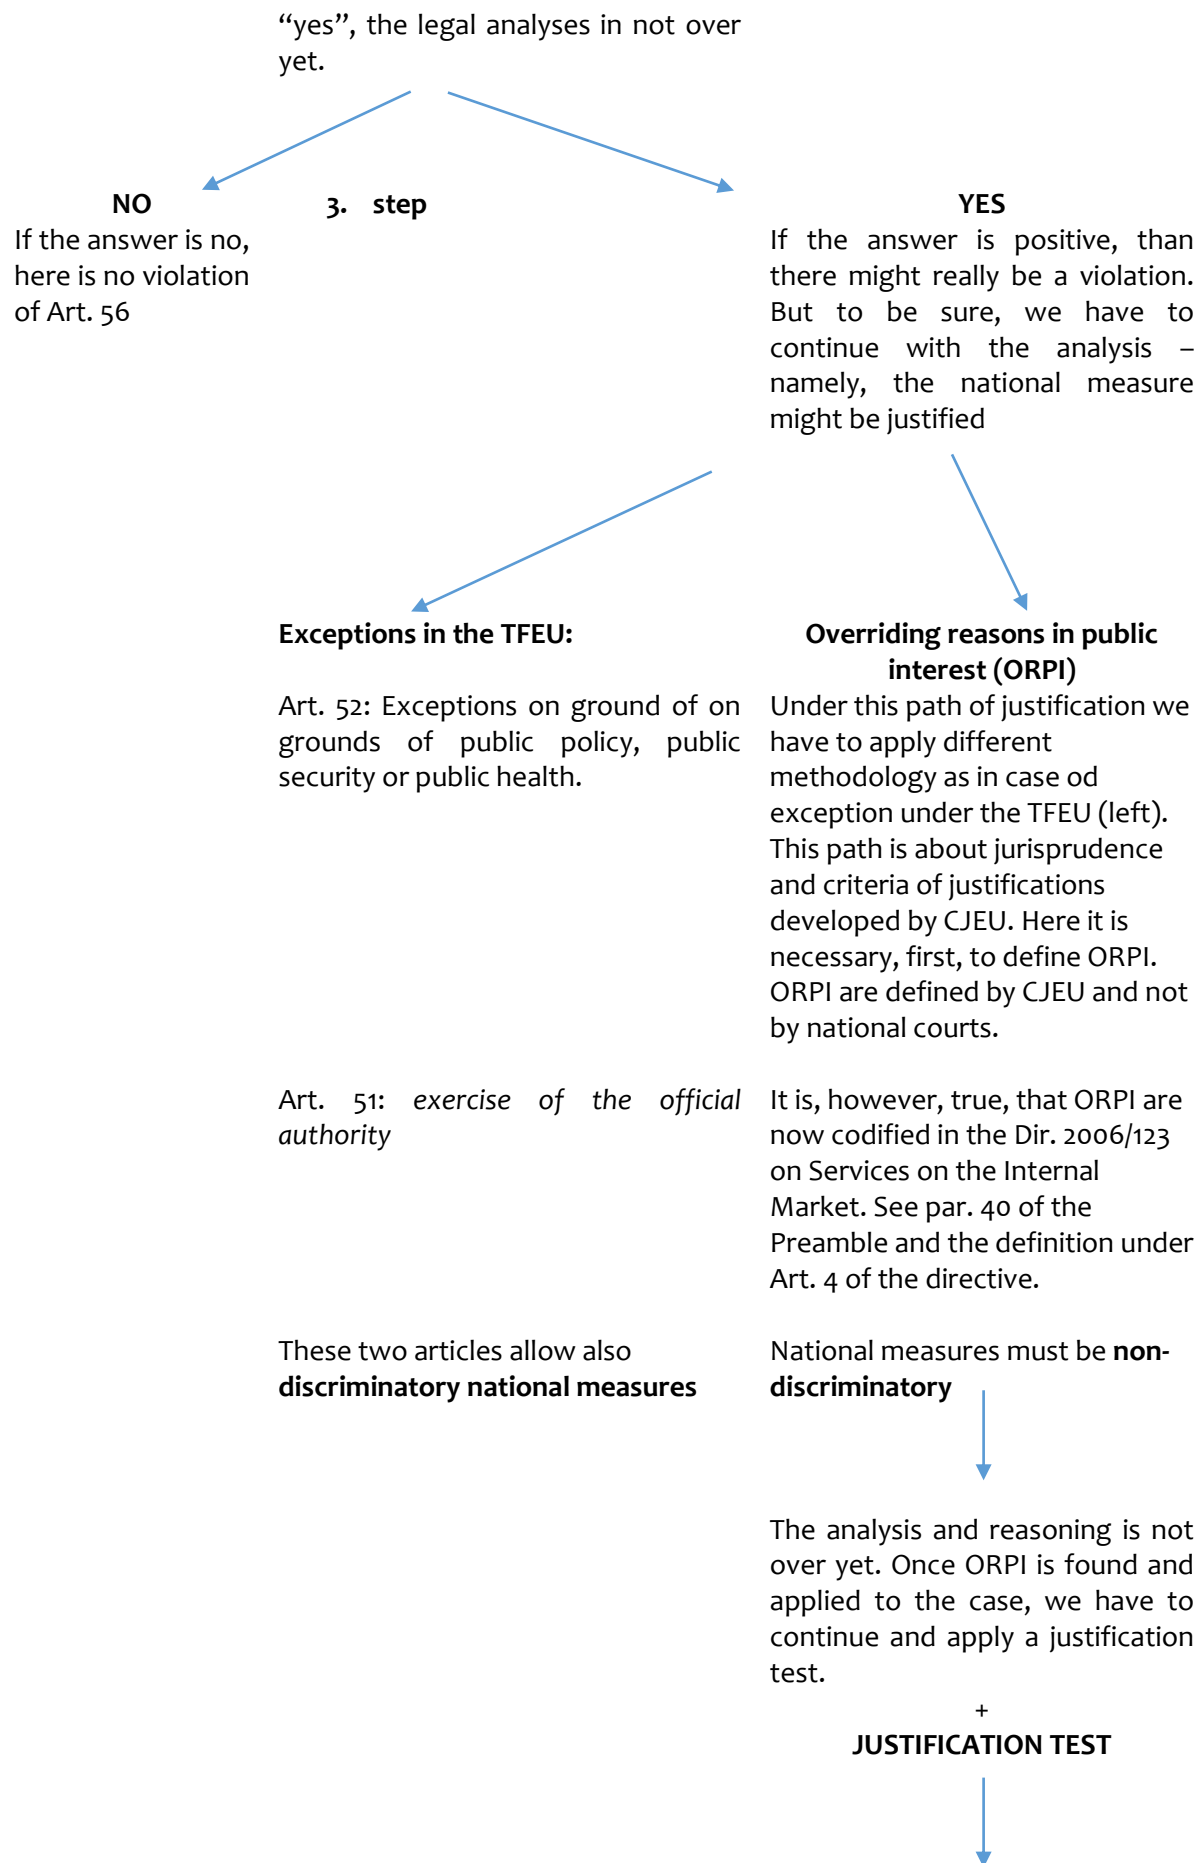 “yes”, the legal analyses in not over
yet.
NO
If the answer is no,
here is no violation
of Art. 56
3. step
YES
If the answer is positive, than
there might really be a violation.
But to be sure, we have to
continue with the analysis –
namely, the national measure
might be justified
Exceptions in the TFEU:
Art. 52: Exceptions on ground of on
grounds of public policy, public
security or public health.
Art. 51: exercise of the official
authority
These two articles allow also
discriminatory national measures
Overriding reasons in public
interest (ORPI)
Under this path of justification we
have to apply different
methodology as in case od
exception under the TFEU (left).
This path is about jurisprudence
and criteria of justifications
developed by CJEU. Here it is
necessary, first, to define ORPI.
ORPI are defined by CJEU and not
by national courts.
It is, however, true, that ORPI are
now codified in the Dir. 2006/123
on Services on the Internal
Market. See par. 40 of the
Preamble and the definition under
Art. 4 of the directive.
National measures must be non-
discriminatory
The analysis and reasoning is not
over yet. Once ORPI is found and
applied to the case, we have to
continue and apply a justification
test.
+
JUSTIFICATION TEST